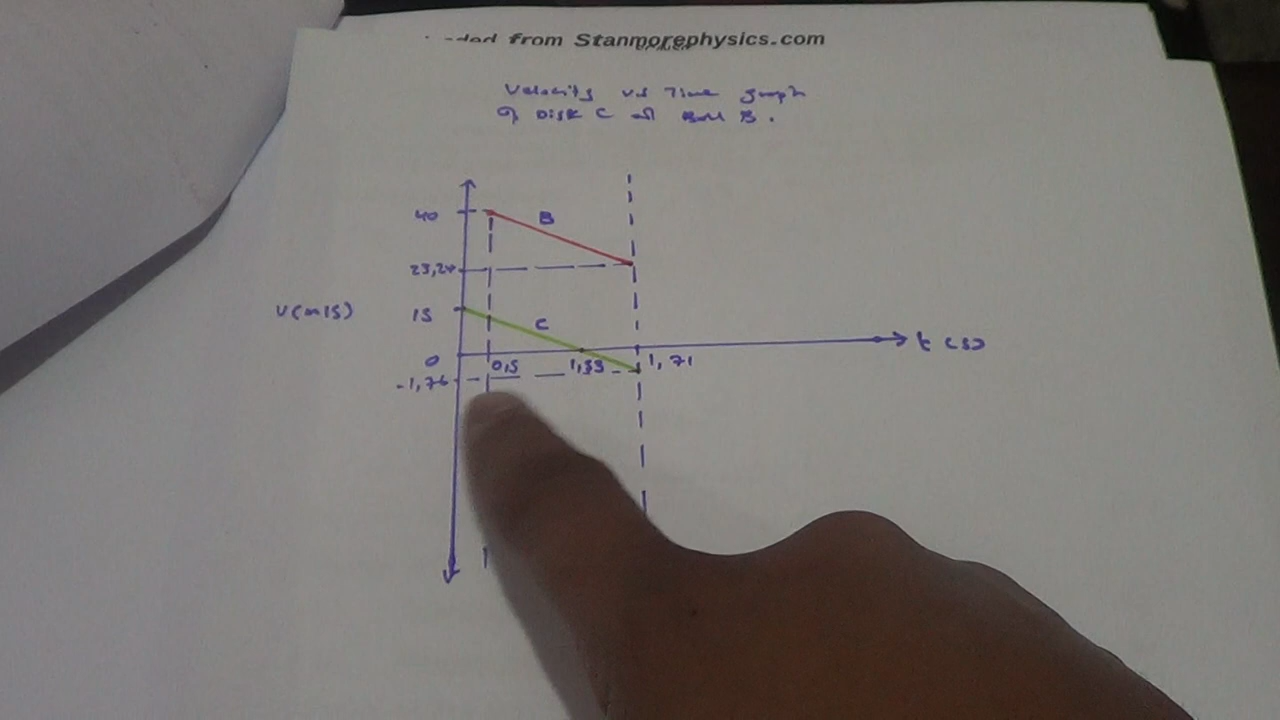 from Stanmorephysics.com
Velocity vs Time graph
of Disk C Ball B.
40
B
23,24
v(m/s)
15
C
0
t (s)
0,5
1,53
1,71
-1,76